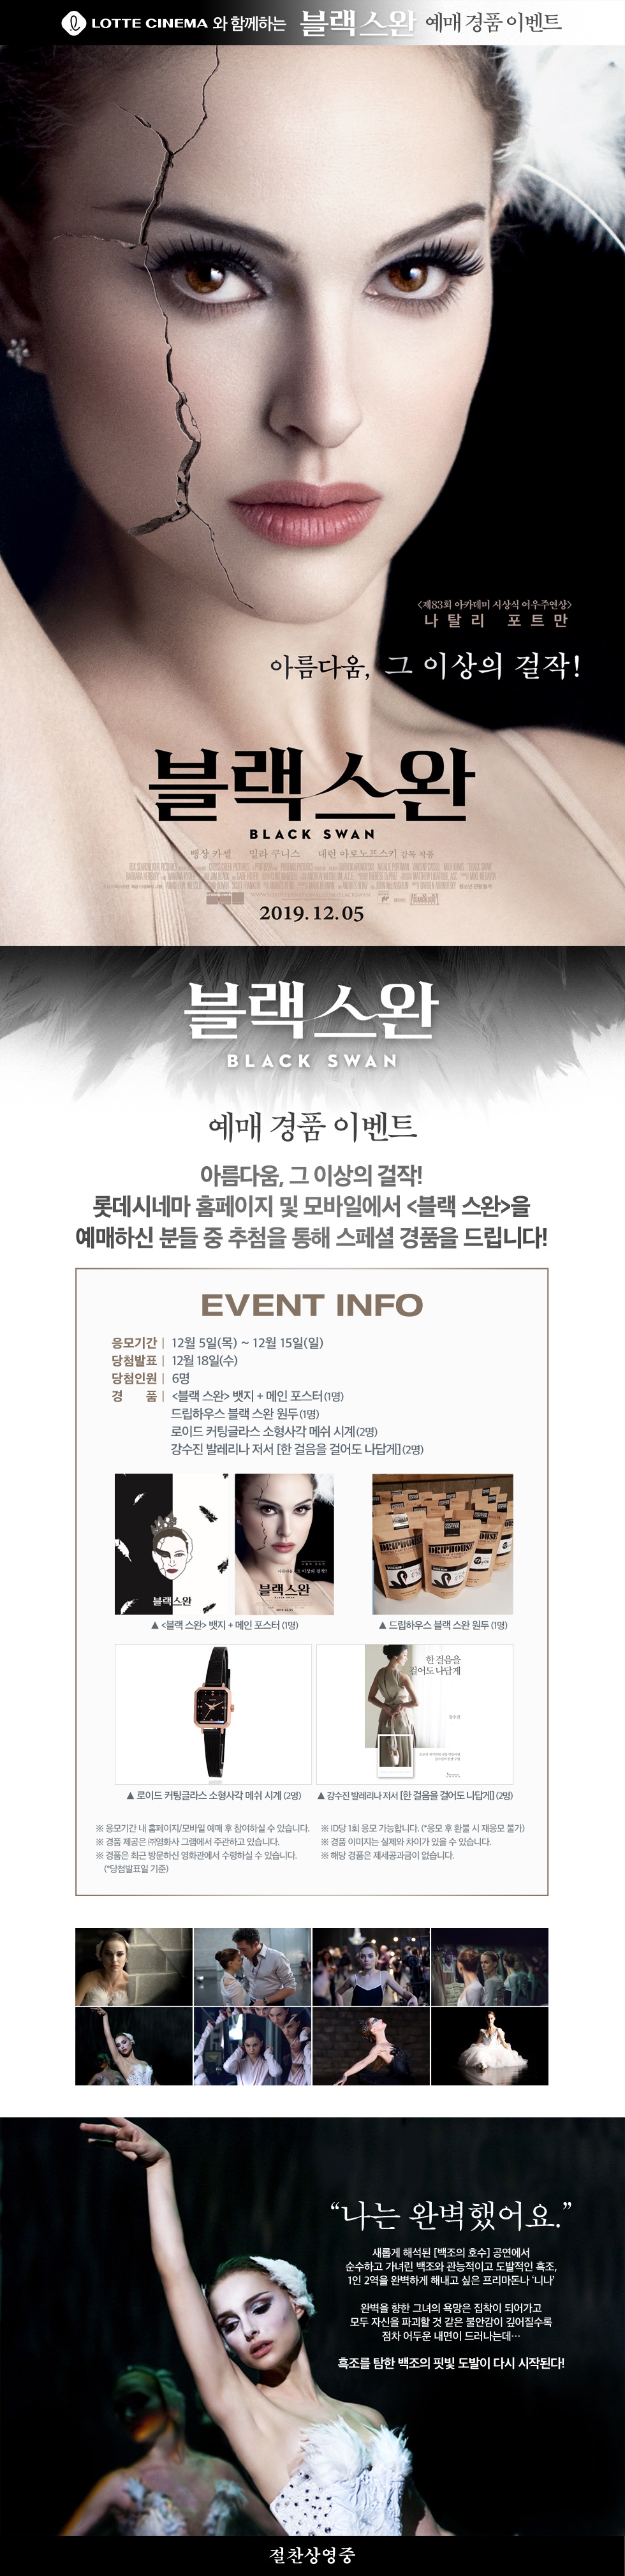 LOTTE CINEMA 와 함께하는 블랙스완 예매 경품 이벤트
<제83회 아카데미 시상식 여우주연상>
나탈리 포트만
아름다움, 그 이상의 걸작!
블랙스완
BLACK SWAN
뱅상 카셀 밀라 쿠니스 대런 아로노프스키 감독 작품
2019.12.05
블랙스완
BLACK SWAN
예매 경품 이벤트
아름다움, 그 이상의 걸작!
롯데시네마 홈페이지 및 모바일에서 <블랙 스완>을
예매하신 분들 중 추첨을 통해 스페셜 경품을 드립니다!
EVENT INFO
응모기간 | 12월 5일(목) ~ 12월 15일(일)
당첨발표 | 12월 18일(수)
당첨인원 | 6명
경 품 | <블랙 스완> 뱃지 + 메인 포스터(1명)
드립하우스 블랙 스완 원두(1명)
로이드 커팅글라스 소형사각 메쉬 시계(2명)
강수진 발레리나 저서 [한 걸음을 걸어도 나답게](2명)
블랙스완
블랙스완
DRIPHOUSE
한 걸음을
걸어도 나답게
강수진
▲ <블랙 스완> 뱃지 + 메인 포스터 (1명)
▲ 드립하우스 블랙 스완 원두 (1명)
▲ 로이드 커팅글라스 소형사각 메쉬 시계 (2명)
▲ 강수진 발레리나 저서 [한 걸음을 걸어도 나답게] (2명)
※ 응모기간 내 홈페이지/모바일 예매 후 참여하실 수 있습니다.
※ 경품 제공은 ㈜영화사 그램에서 주관하고 있습니다.
※ 경품은 최근 방문하신 영화관에서 수령하실 수 있습니다.
(*당첨발표일 기준)
※ ID당 1회 응모 가능합니다. (*응모 후 환불 시 재응모 불가)
※ 경품 이미지는 실제와 차이가 있을 수 있습니다.
※ 해당 경품은 제세공과금이 없습니다.
“나는 완벽했어요.”
새롭게 해석된 [백조의 호수] 공연에서
순수하고 가녀린 백조와 관능적이고 도발적인 흑조,
1인 2역을 완벽하게 해내고 싶은 프리마돈나 ‘니나’
완벽을 향한 그녀의 욕망은 집착이 되어가고
모두 자신을 파괴할 것 같은 불안감이 깊어질수록
점차 어두운 내면이 드러나는데…
흑조를 탐한 백조의 핏빛 도발이 다시 시작된다!
절찬상영중